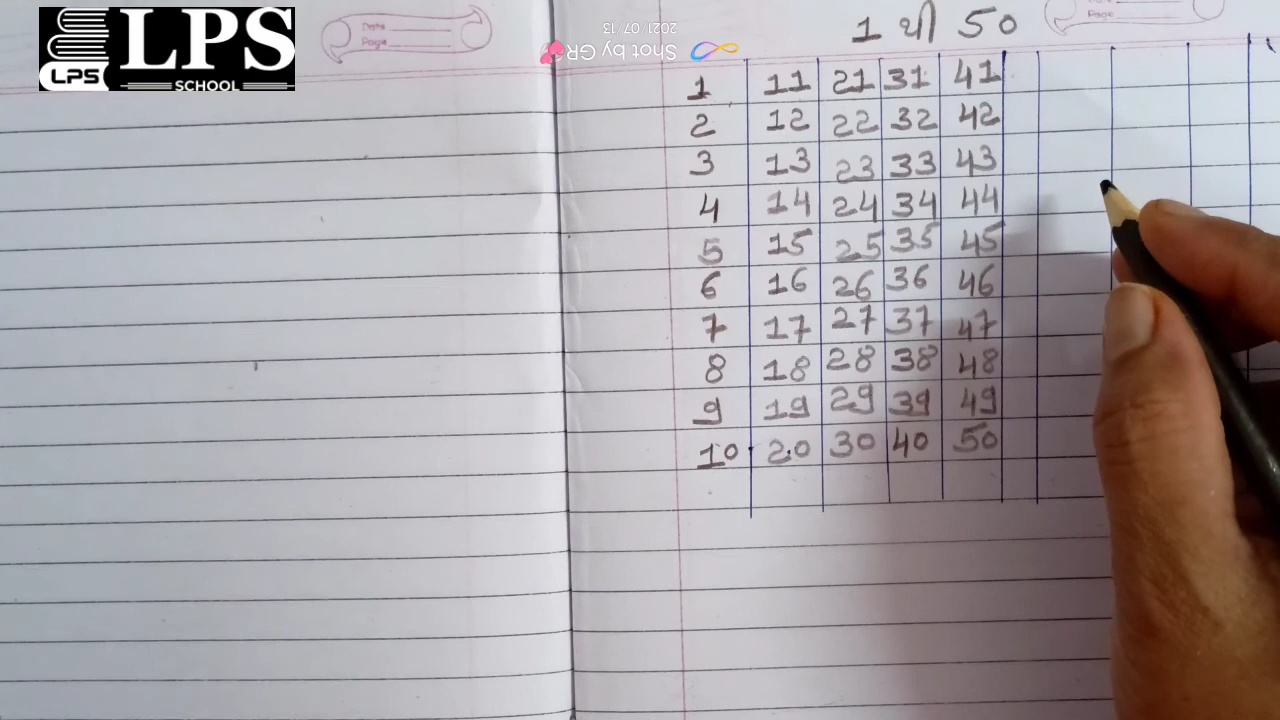 LPS
LPS
SCHOOL
Date
Page
Shot by GR
2021 07 13
Page
1 થી 50
1 11 21 31 41
2 12 22 32 42
3 13 23 33 43
4 14 24 34 44
5 15 25 35 45
6 16 26 36 46
7 17 27 37 47
8 18 28 38 48
9 19 29 39 49
10 20 30 40 50